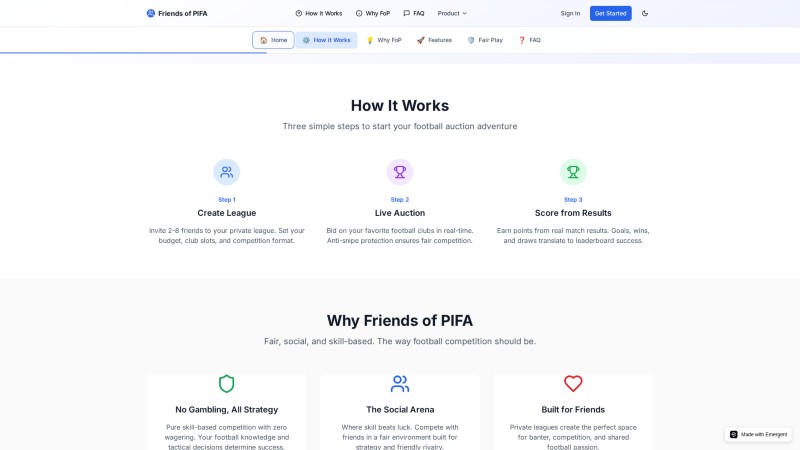 Friends of PIFA
How it Works
Why FoP
FAQ
Product
Sign In
Get Started
🏠 Home
⚙️ How it Works
💡 Why FoP
🚀 Features
🛡️ Fair Play
❓ FAQ
How It Works
Three simple steps to start your football auction adventure
Step 1
Create League
Invite 2-8 friends to your private league. Set your
budget, club slots, and competition format.
Step 2
Live Auction
Bid on your favorite football clubs in real-time.
Anti-snipe protection ensures fair competition.
Step 3
Score from Results
Earn points from real match results. Goals, wins,
and draws translate to leaderboard success.
Why Friends of PIFA
Fair, social, and skill-based. The way football competition should be.
No Gambling, All Strategy
Pure skill-based competition with zero
wagering. Your football knowledge and
tactical decisions determine success.
The Social Arena
Where skill beats luck. Compete with
friends in a fair environment built for
strategy and friendly rivalry.
Built for Friends
Private leagues create the perfect space
for banter, competition, and shared
football passion.
Made with Emergent